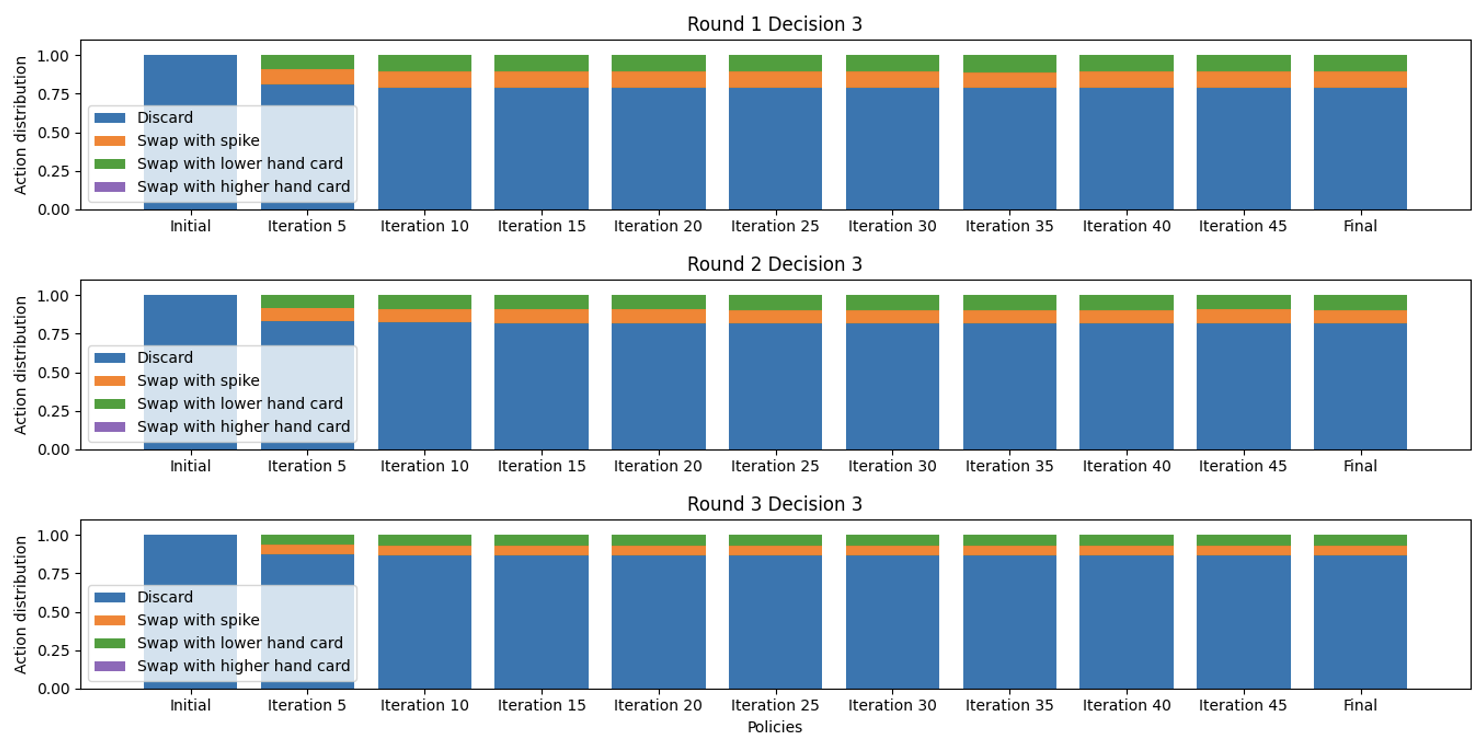 Round 1 Decision 3
Action distribution
1.00
0.75
0.50
0.25
0.00
Discard
Swap with spike
Swap with lower hand card
Swap with higher hand card
Initial Iteration 5 Iteration 10 Iteration 15 Iteration 20 Iteration 25 Iteration 30 Iteration 35 Iteration 40 Iteration 45 Final
Round 2 Decision 3
Action distribution
1.00
0.75
0.50
0.25
0.00
Discard
Swap with spike
Swap with lower hand card
Swap with higher hand card
Initial Iteration 5 Iteration 10 Iteration 15 Iteration 20 Iteration 25 Iteration 30 Iteration 35 Iteration 40 Iteration 45 Final
Round 3 Decision 3
Action distribution
1.00
0.75
0.50
0.25
0.00
Discard
Swap with spike
Swap with lower hand card
Swap with higher hand card
Initial Iteration 5 Iteration 10 Iteration 15 Iteration 20 Iteration 25 Iteration 30 Iteration 35 Iteration 40 Iteration 45 Final
Policies